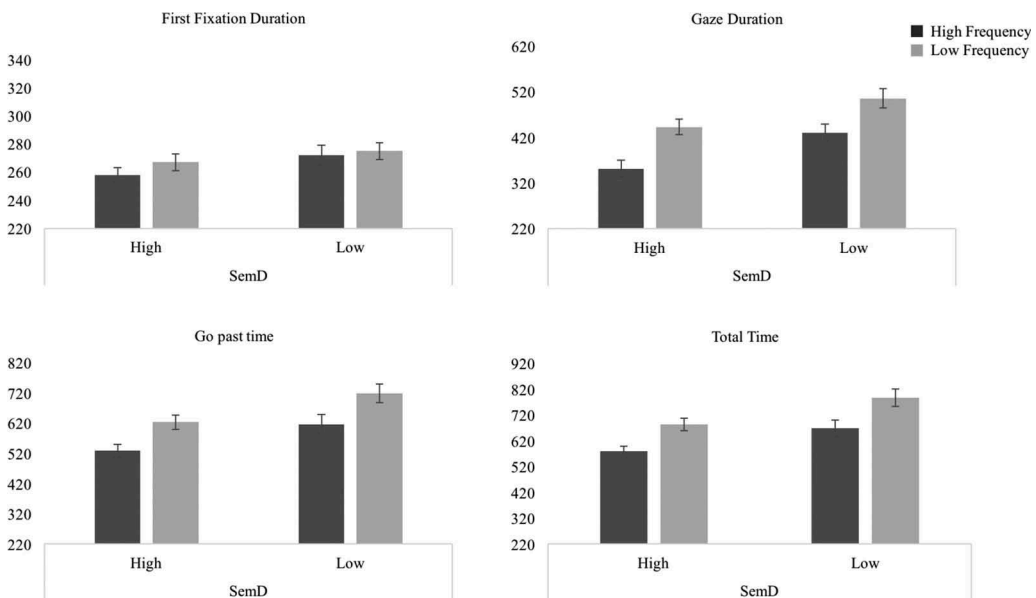 First Fixation Duration
340
320
300
280
260
240
220
High Low
SemD
Gaze Duration
620
520
420
320
220
High Low
SemD
High Frequency
Low Frequency
Go past time
820
720
620
520
420
320
220
High Low
SemD
Total Time
920
820
720
620
520
420
320
220
High Low
SemD